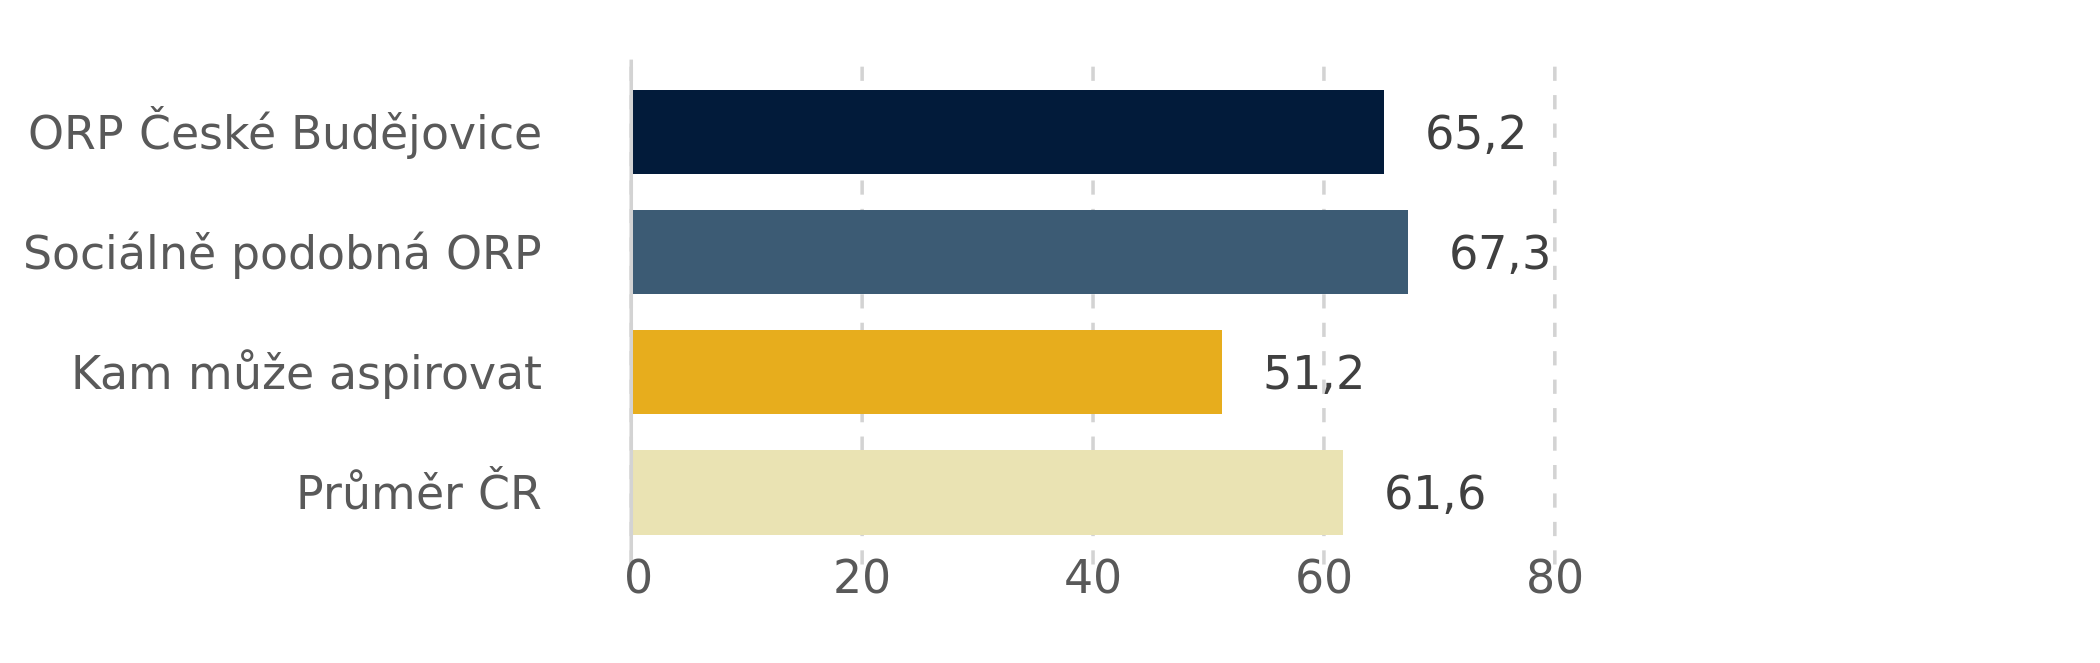 ORP České Budějovice
65,2
Sociálně podobná ORP
67,3
Kam může aspirovat
51,2
Průměr ČR
61,6
0 20 40 60 80